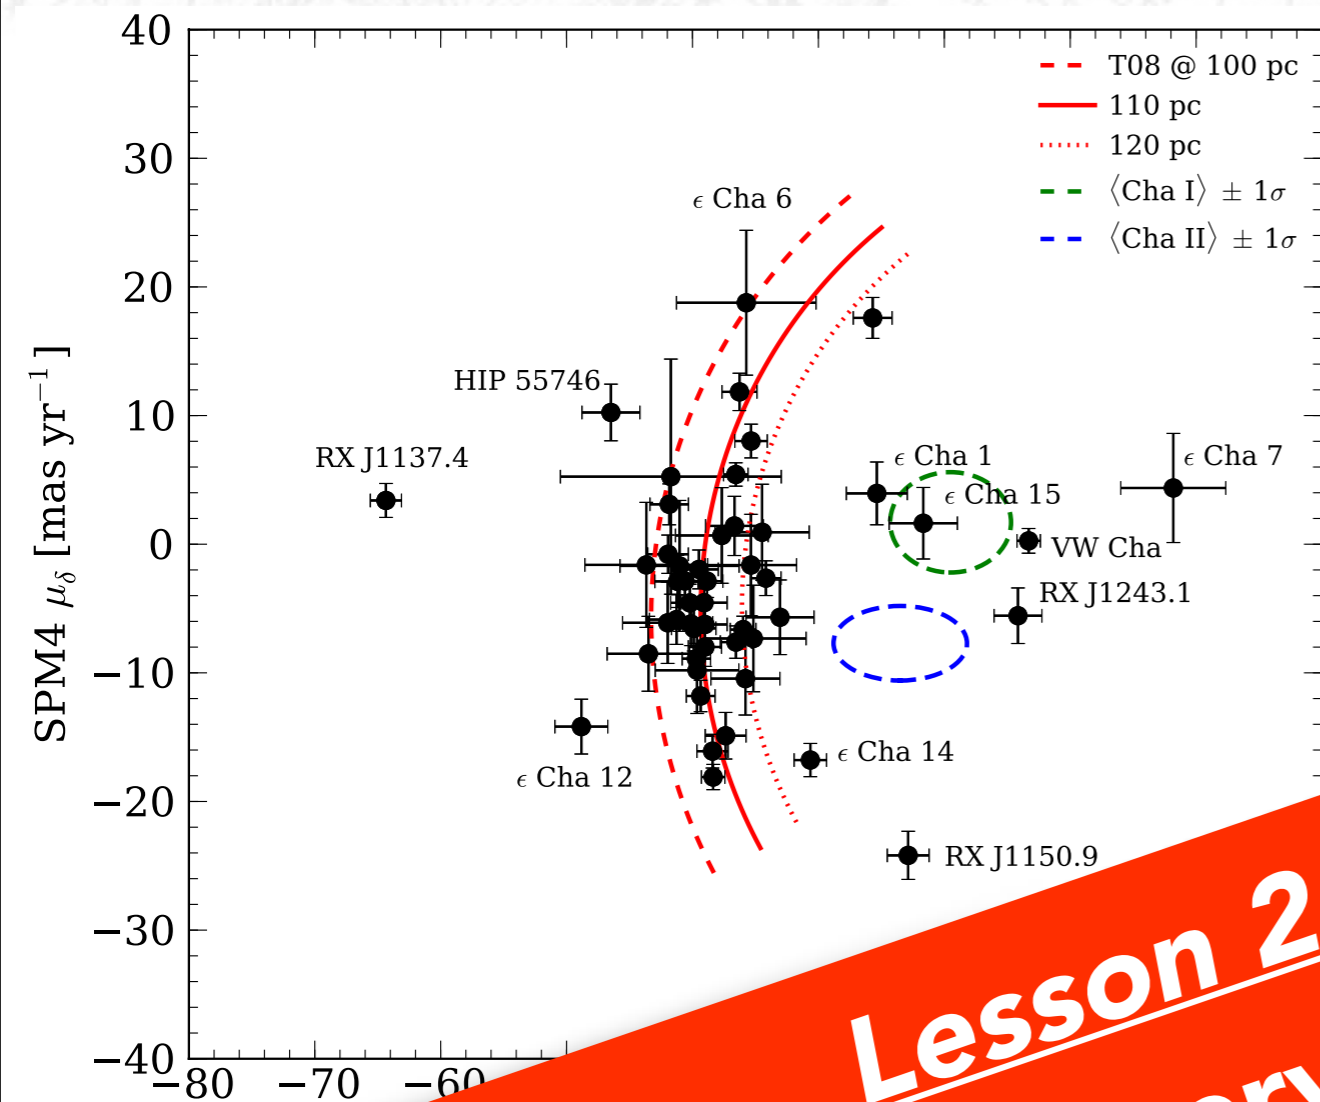 40
30
20
10
0
−10
−20
−30
−40
SPM4 μδ [mas yr−1]
−80 −70 −60
T08 @ 100 pc
110 pc
120 pc
⟨Cha I⟩ ± 1σ
⟨Cha II⟩ ± 1σ
ϵ Cha 6
HIP 55746
RX J1137.4
ϵ Cha 1
ϵ Cha 7
ϵ Cha 15
VW Cha
RX J1243.1
ϵ Cha 12
ϵ Cha 14
RX J1150.9
Lesson 2